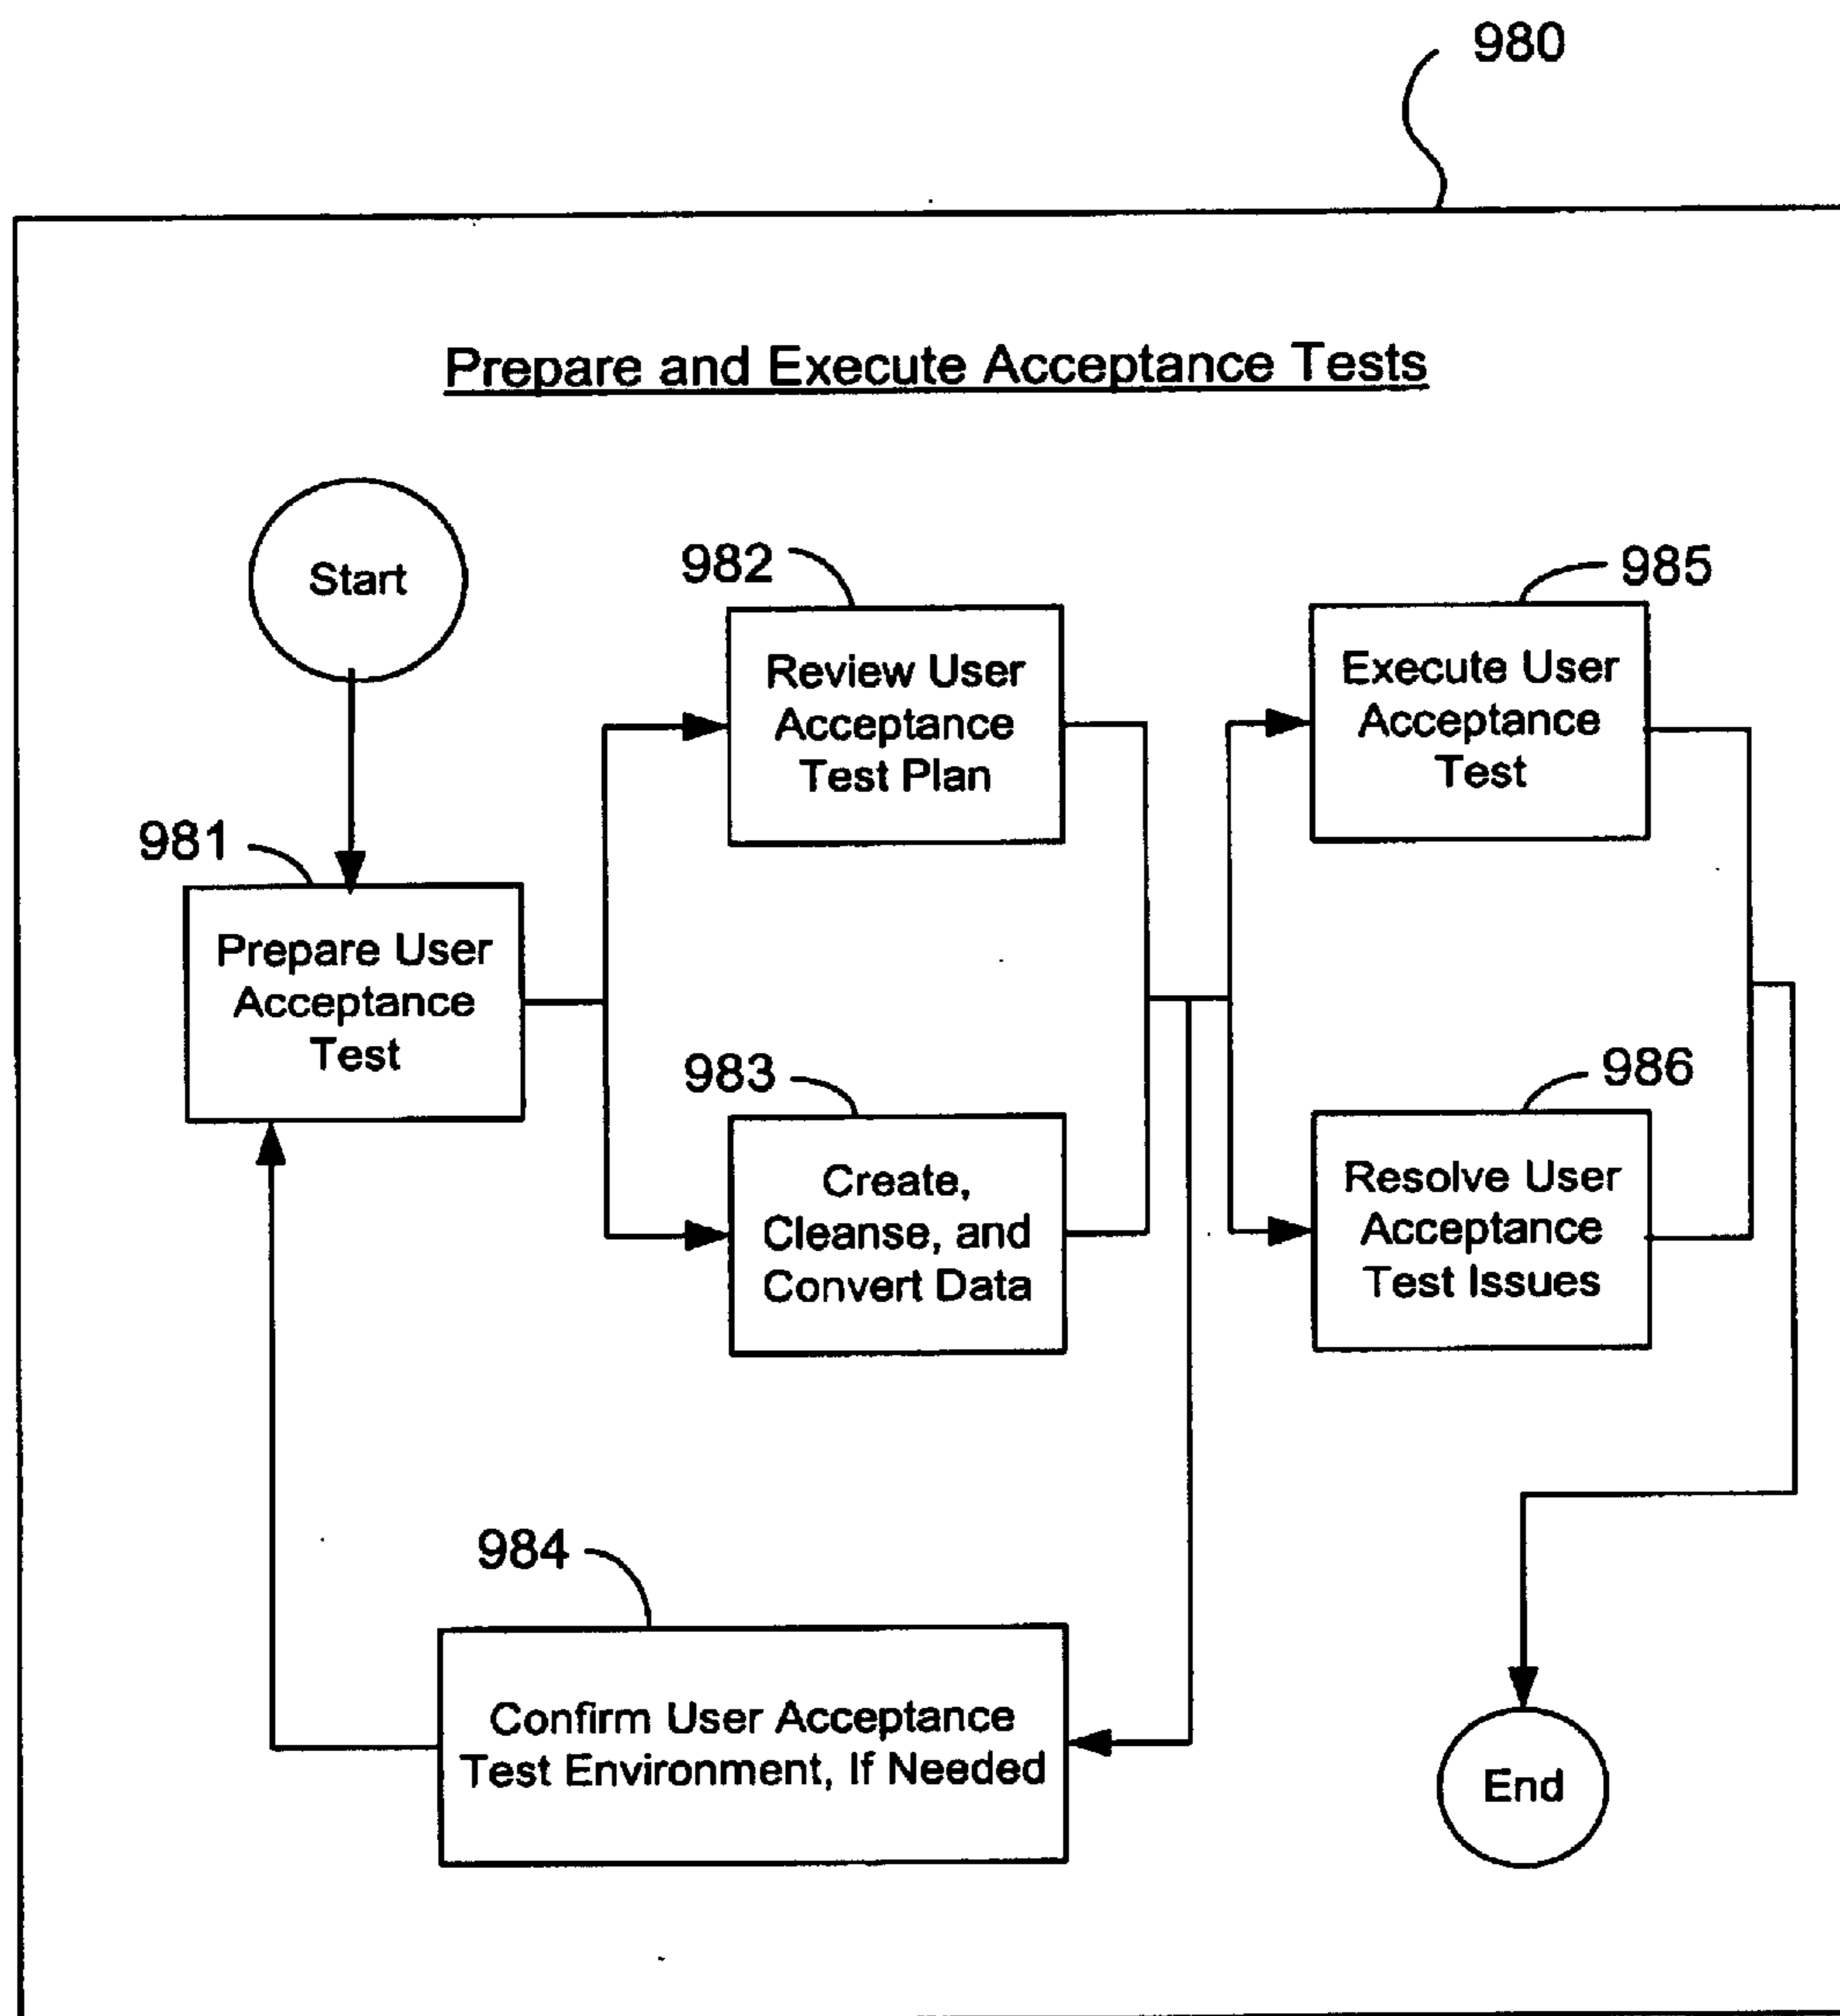 980
Prepare and Execute Acceptance Tests
Start
981
Prepare User
Acceptance
Test
982
Review User
Acceptance
Test Plan
983
Create,
Cleanse, and
Convert Data
984
Confirm User Acceptance
Test Environment, If Needed
985
Execute User
Acceptance
Test
986
Resolve User
Acceptance
Test Issues
End